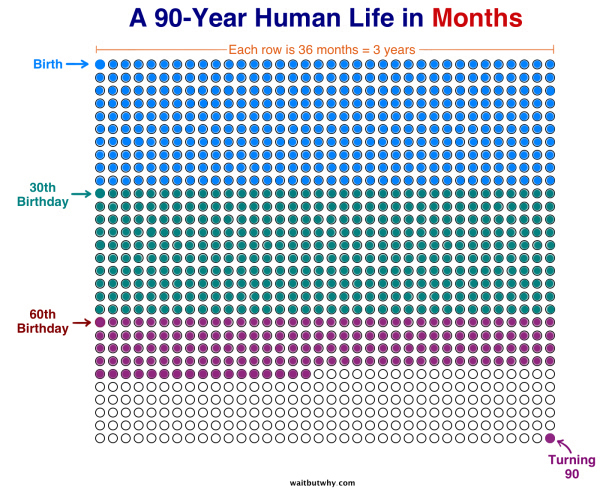 A 90-Year Human Life in Months
Each row is 36 months = 3 years
Birth
30th
Birthday
60th
Birthday
Turning
90
waitbutwhy.com